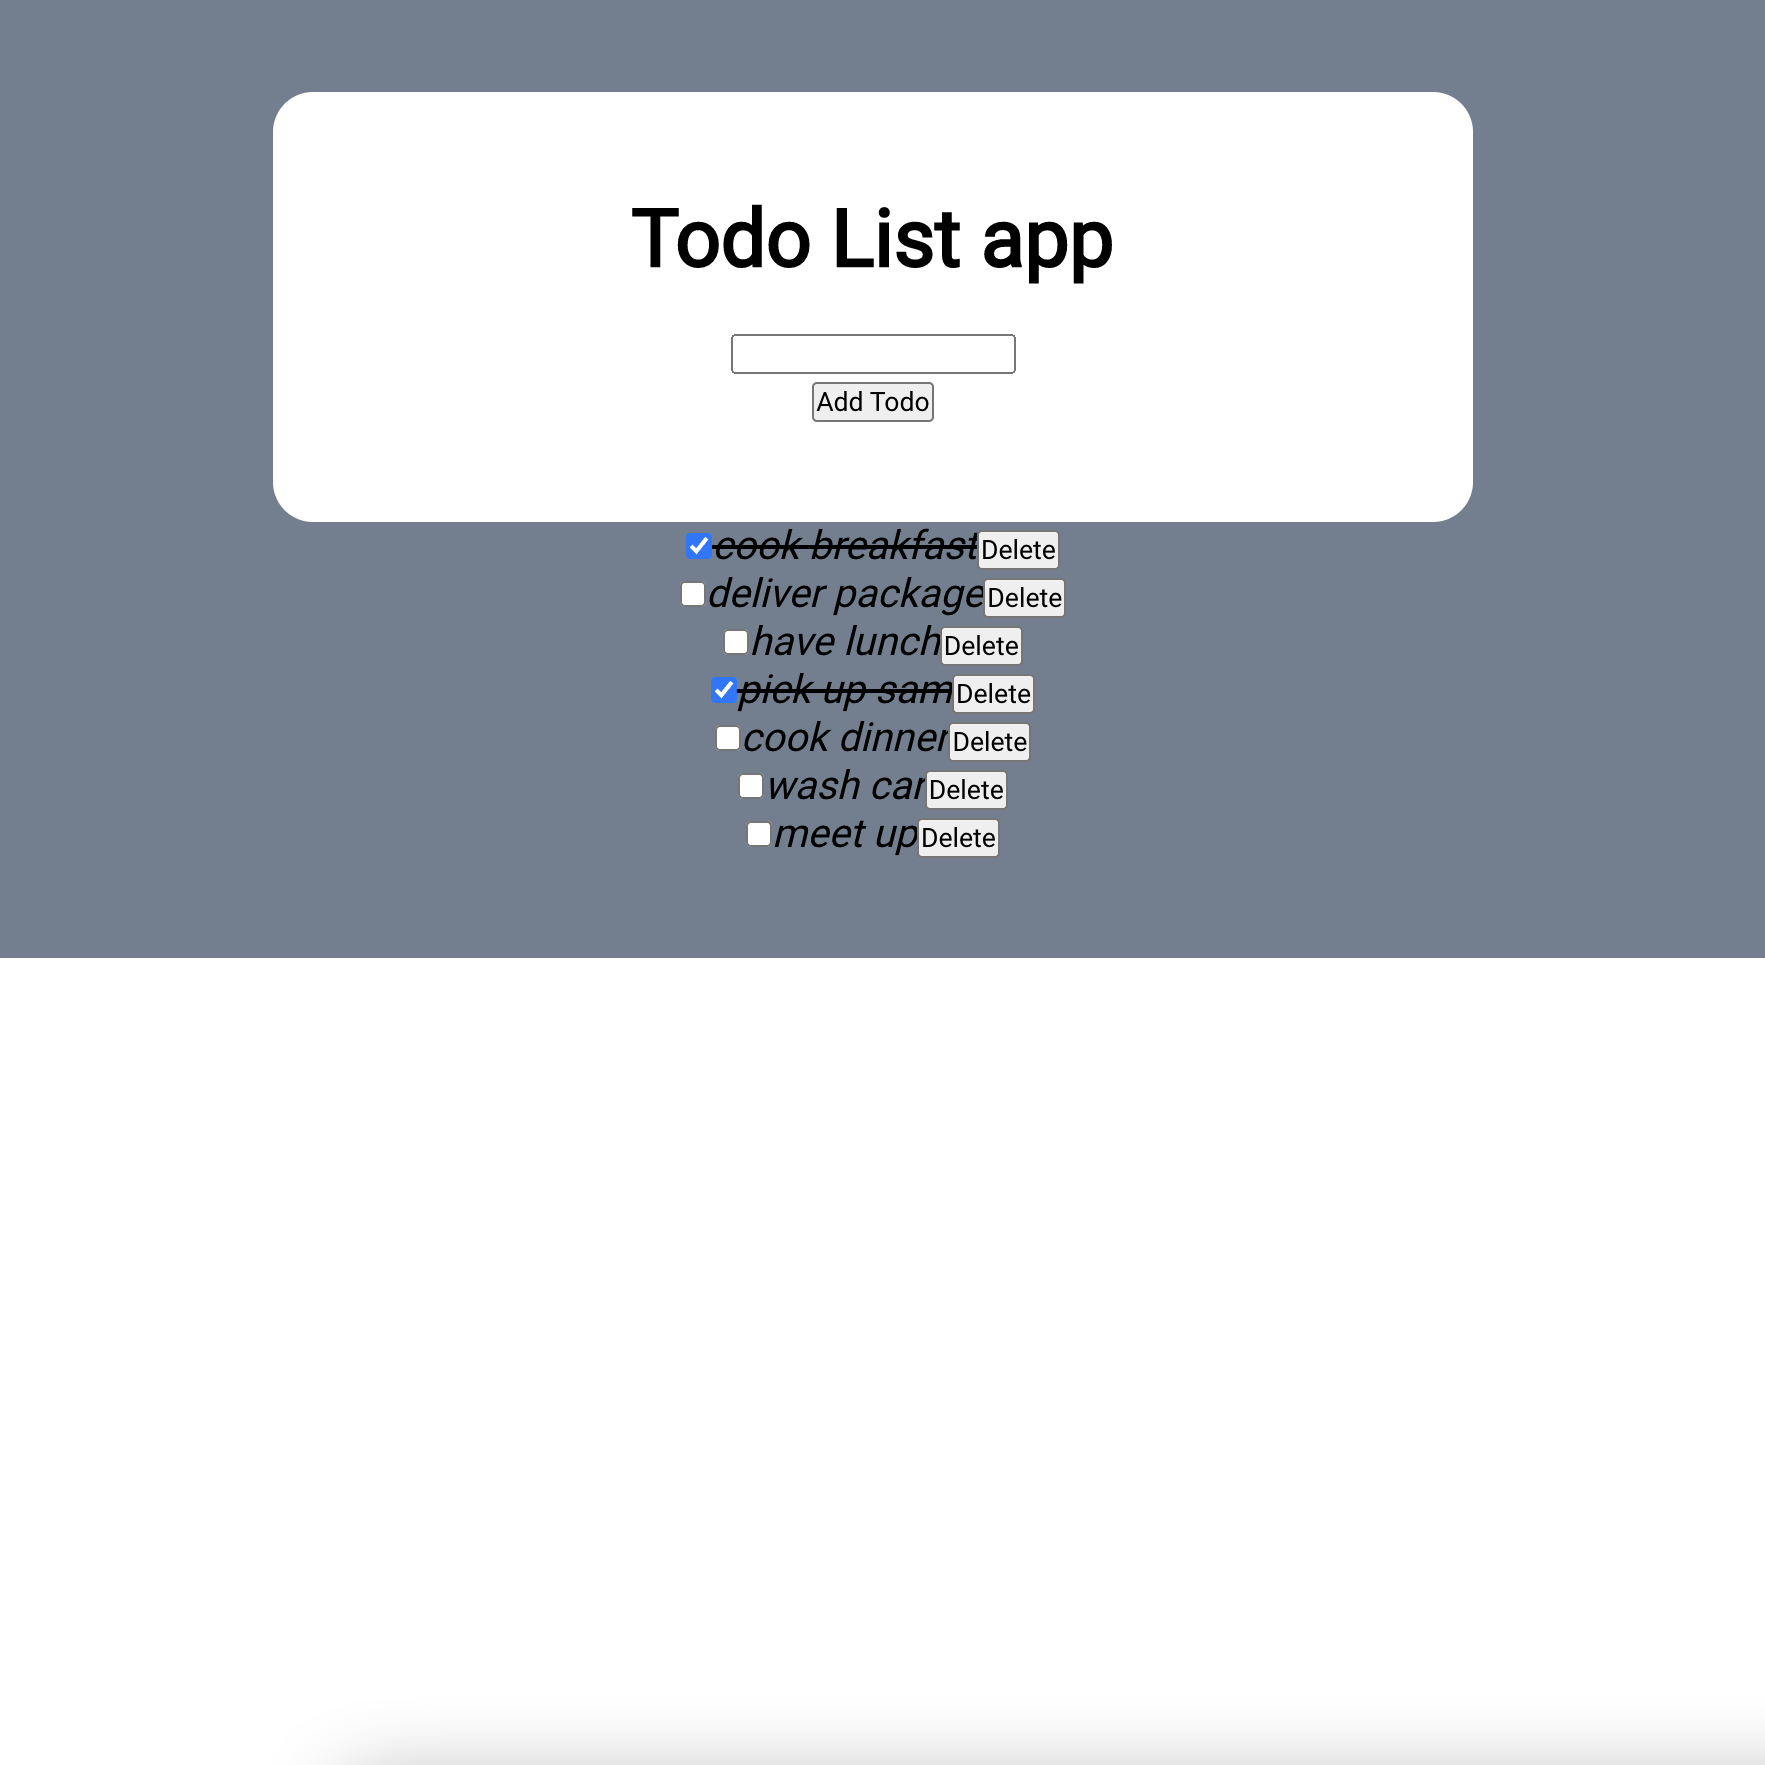 Todo List app
Add Todo
cook breakfast Delete
deliver package Delete
have lunch Delete
pick up sam Delete
cook dinner Delete
wash car Delete
meet up Delete